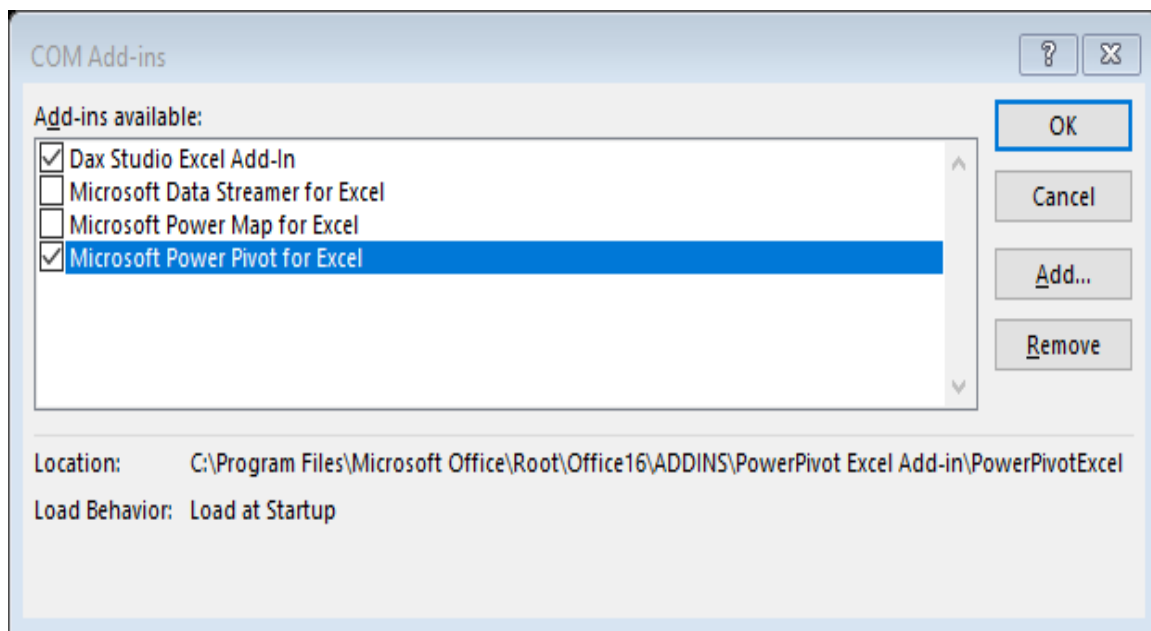 COM Add-ins
Add-ins available:
Dax Studio Excel Add-In
Microsoft Data Streamer for Excel
Microsoft Power Map for Excel
Microsoft Power Pivot for Excel
OK
Cancel
Add...
Remove
Location: C:\Program Files\Microsoft Office\Root\Office16\ADDINS\PowerPivot Excel Add-in\PowerPivotExcel
Load Behavior: Load at Startup